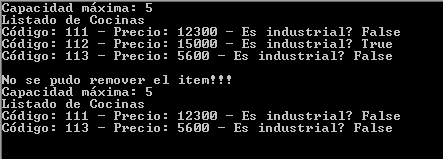 Capacidad máxima: 5
Listado de Cocinas
Código: 111 - Precio: 12300 - Es industrial? False
Código: 112 - Precio: 15000 - Es industrial? True
Código: 113 - Precio: 5600 - Es industrial? False
No se pudo remover el item!!!
Capacidad máxima: 5
Listado de Cocinas
Código: 111 - Precio: 12300 - Es industrial? False
Código: 113 - Precio: 5600 - Es industrial? False